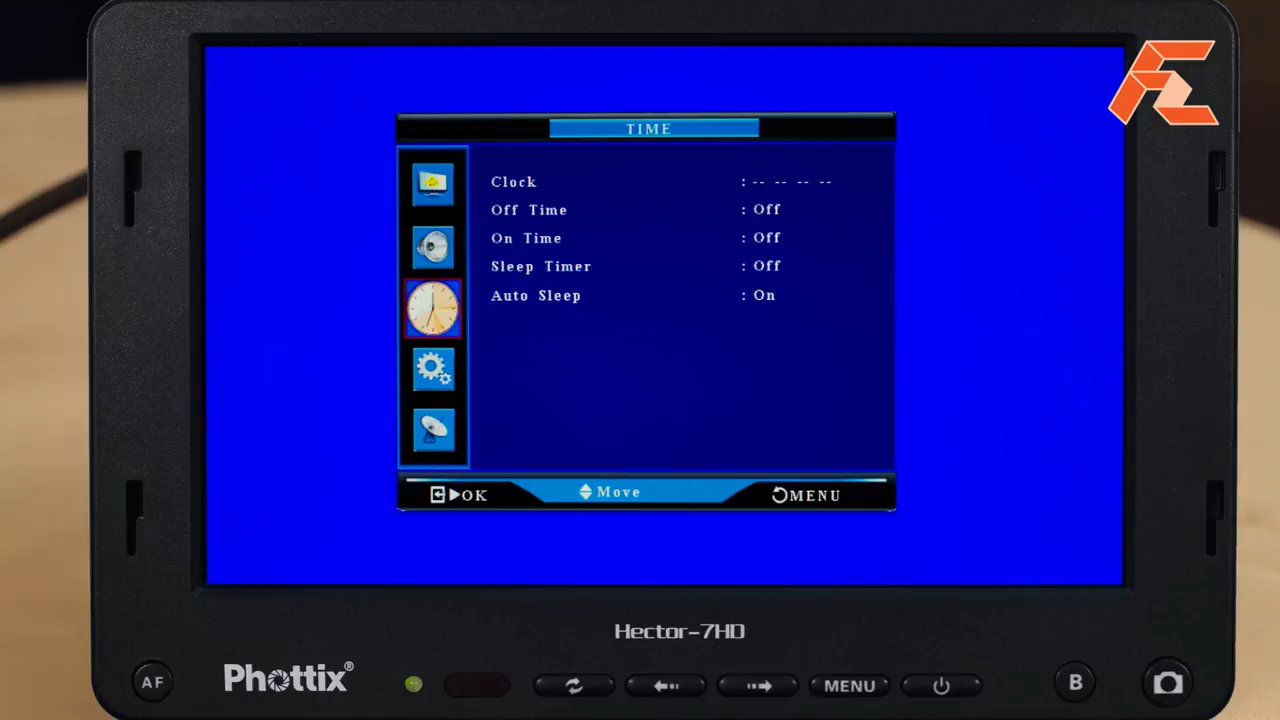 TIME
Clock : -- -- -- --
Off Time : Off
On Time : Off
Sleep Timer : Off
Auto Sleep : On
OK Move MENU
Hector-7HD
AF Phottix® MENU B